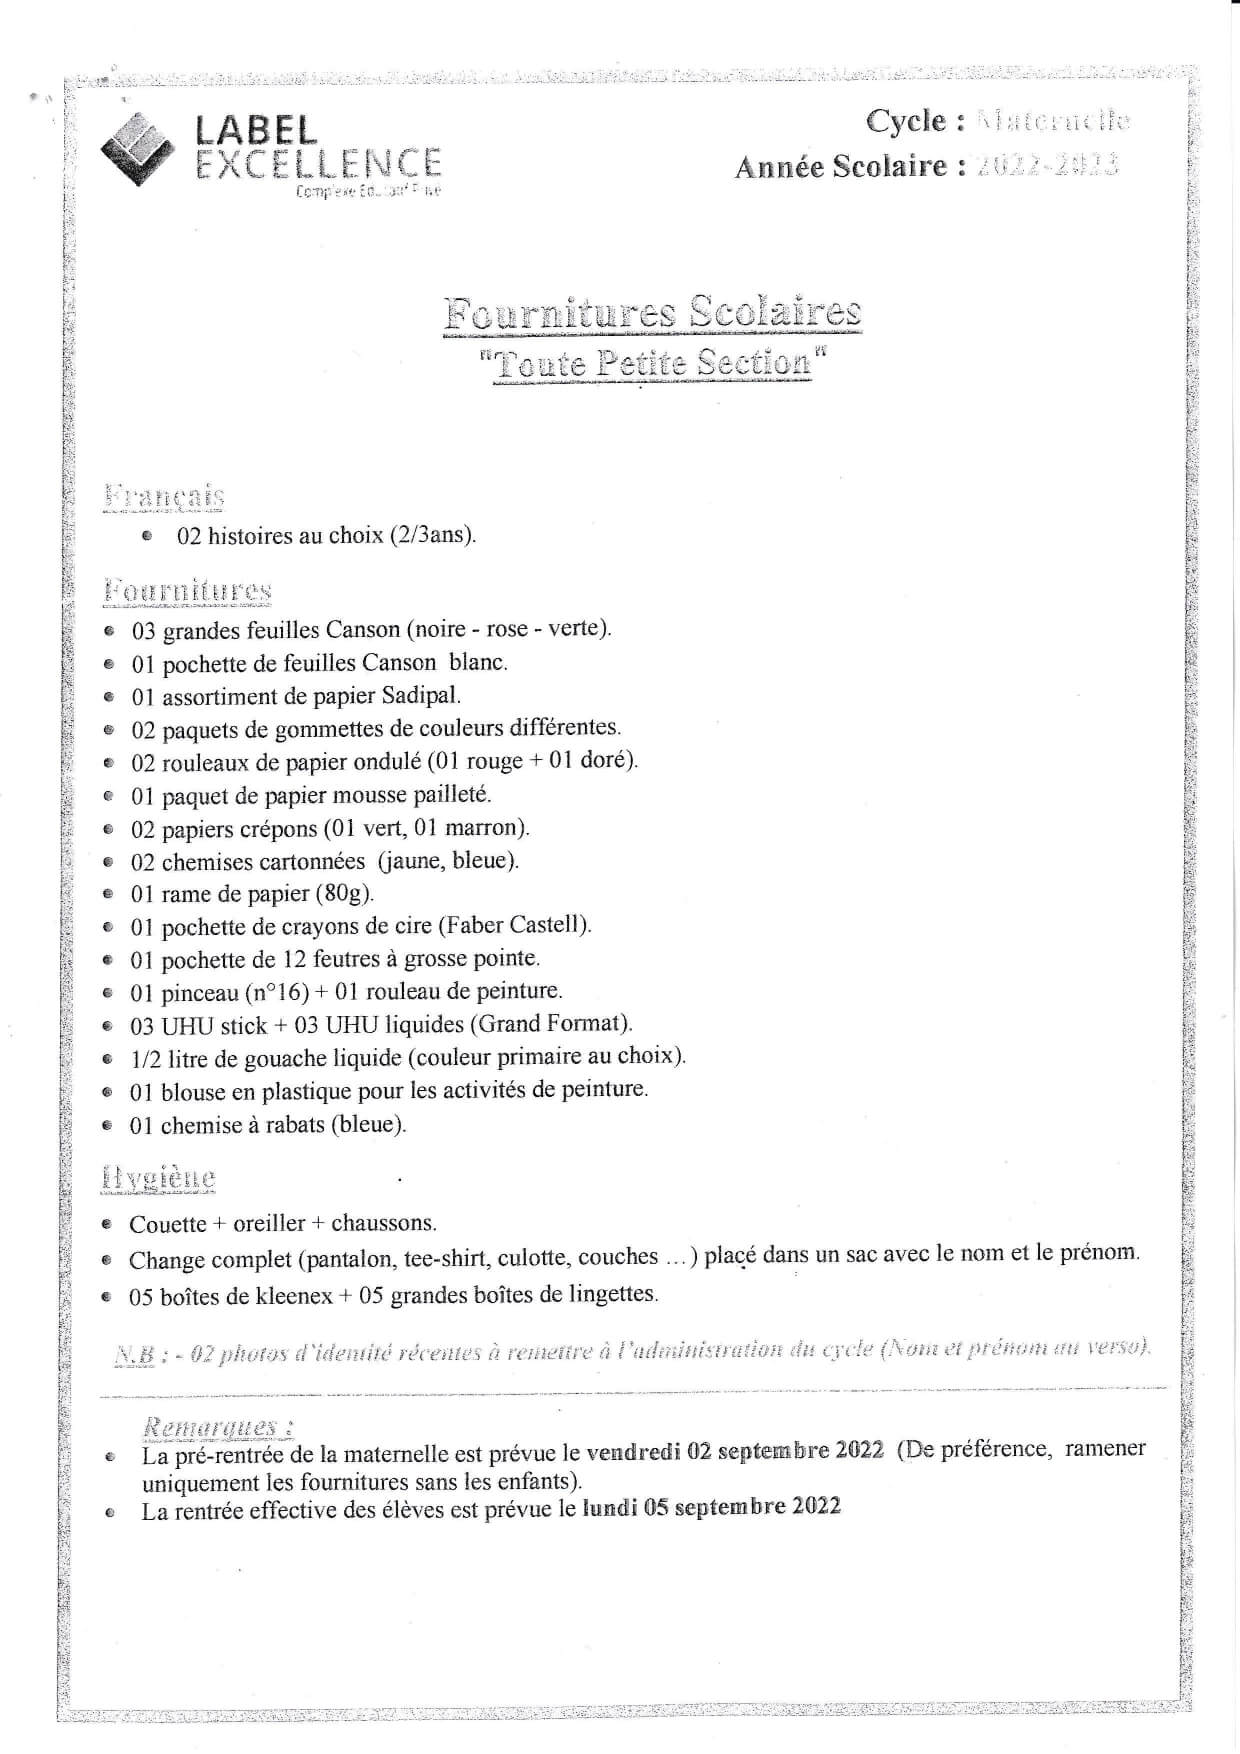 LABEL
EXCELLENCE
Cycle : Maternelle
Année Scolaire : 2022-2023
Fournitures Scolaires
"Toute Petite Section"
Français
• 02 histoires au choix (2/3ans).
Fournitures
• 03 grandes feuilles Canson (noire - rose - verte).
• 01 pochette de feuilles Canson blanc.
• 01 assortiment de papier Sadipal.
• 02 paquets de gommettes de couleurs différentes.
• 02 rouleaux de papier ondulé (01 rouge + 01 doré).
• 01 paquet de papier mousse pailleté.
• 02 papiers crépons (01 vert, 01 marron).
• 02 chemises cartonnées (jaune, bleue).
• 01 rame de papier (80g).
• 01 pochette de crayons de cire (Faber Castell).
• 01 pochette de 12 feutres à grosse pointe.
• 01 pinceau (n°16) + 01 rouleau de peinture.
• 03 UHU stick + 03 UHU liquides (Grand Format).
• 1/2 litre de gouache liquide (couleur primaire au choix).
• 01 blouse en plastique pour les activités de peinture.
• 01 chemise à rabats (bleue).
Hygiène
• Couette + oreiller + chaussons.
• Change complet (pantalon, tee-shirt, culotte, couches …) placé dans un sac avec le nom et le prénom.
• 05 boîtes de kleenex + 05 grandes boîtes de lingettes.
N.B : - 02 photos d'identité récentes à remettre à l'administration du cycle (Nom et prénom au verso).
Remarques :
• La pré-rentrée de la maternelle est prévue le vendredi 02 septembre 2022 (De préférence, ramener
uniquement les fournitures sans les enfants).
• La rentrée effective des élèves est prévue le lundi 05 septembre 2022